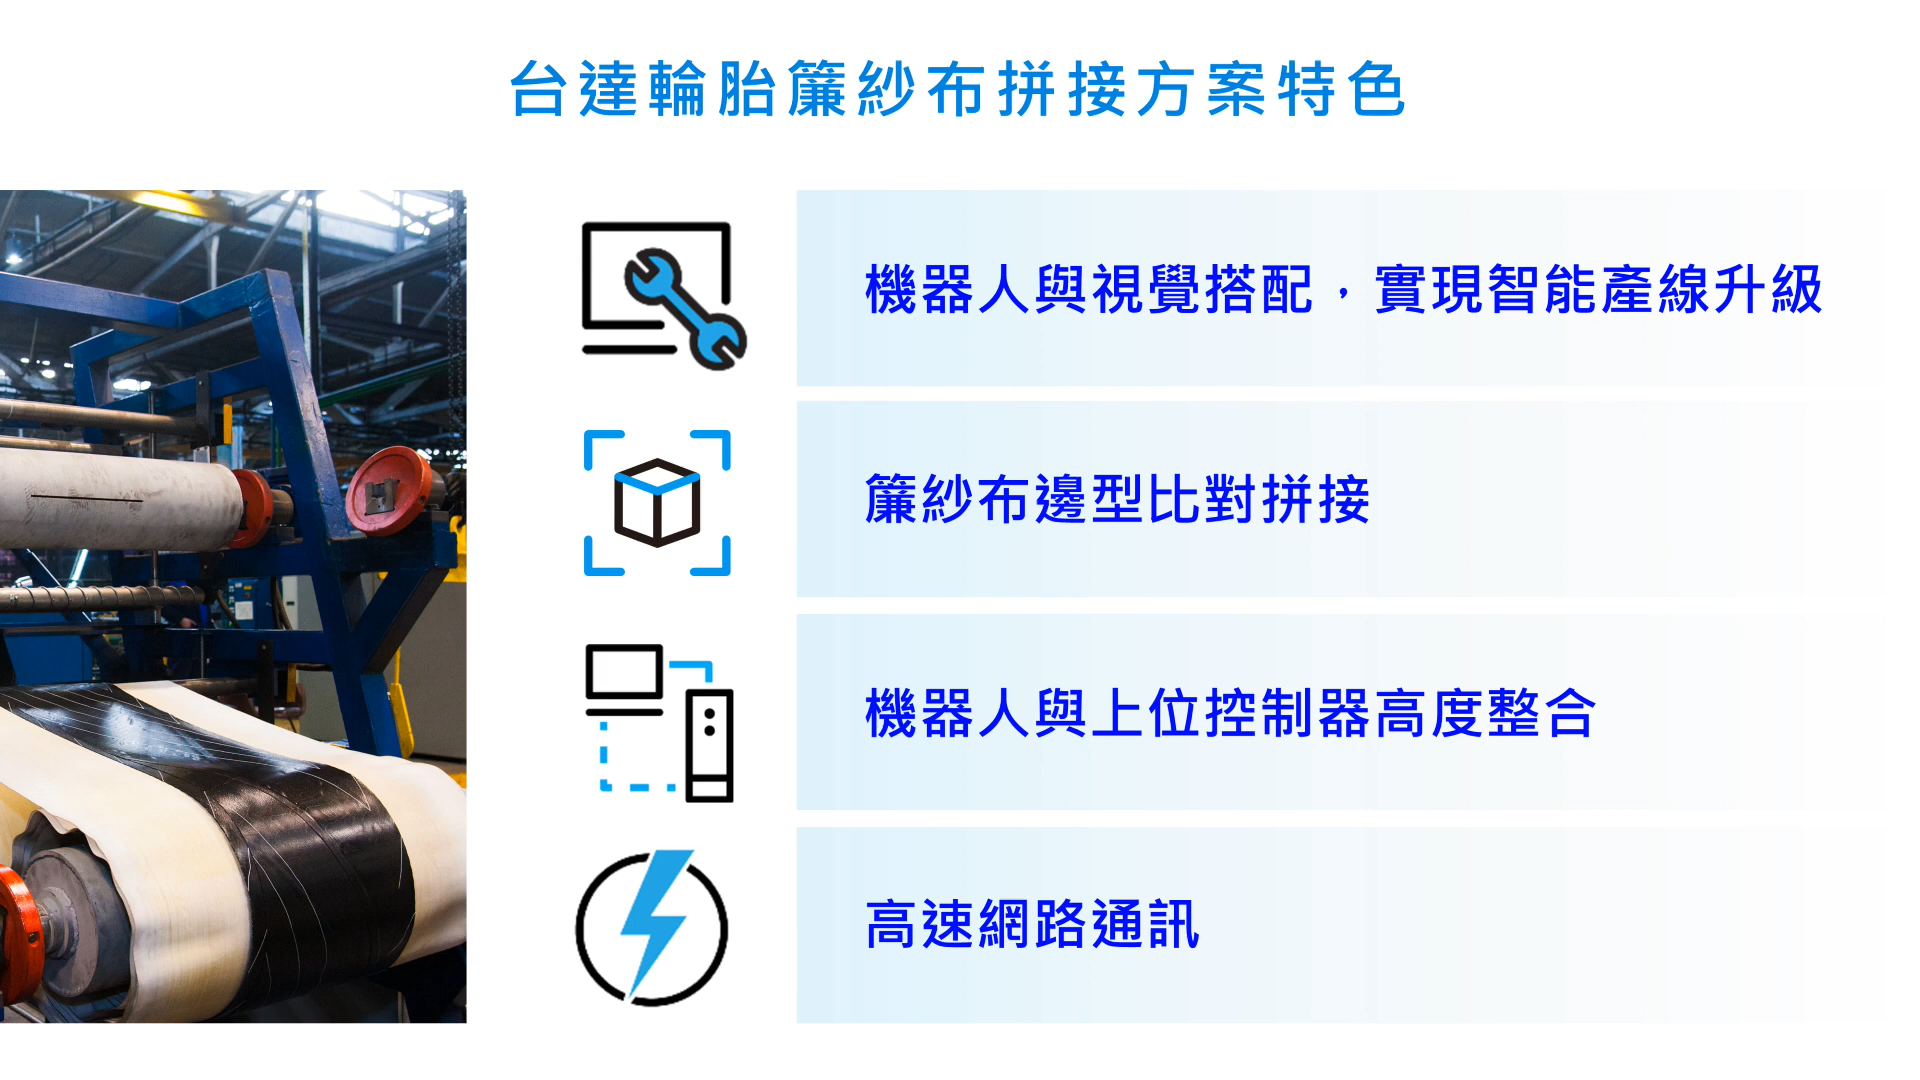 台達輪胎簾紗布拼接方案特色
機器人與視覺搭配，實現智能產線升級
簾紗布邊型比對拼接
機器人與上位控制器高度整合
高速網路通訊